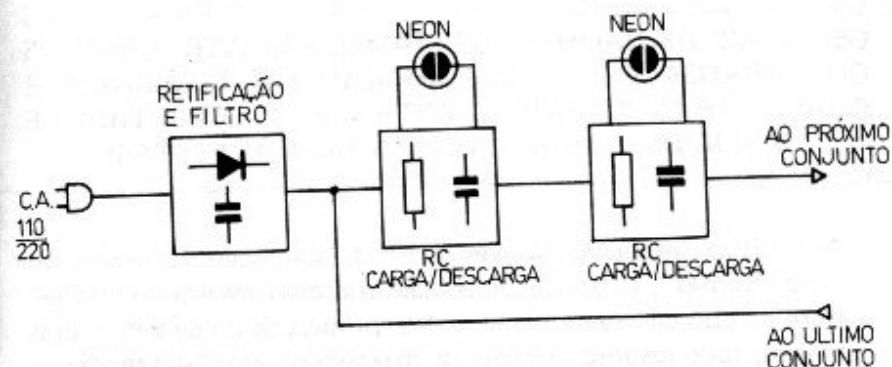 NEON
NEON
RETIFICAÇÃO
E FILTRO
AO PRÓXIMO
CONJUNTO
C.A.
110
220
RC
CARGA/DESCARGA
RC
CARGA/DESCARGA
AO ULTIMO
CONJUNTO